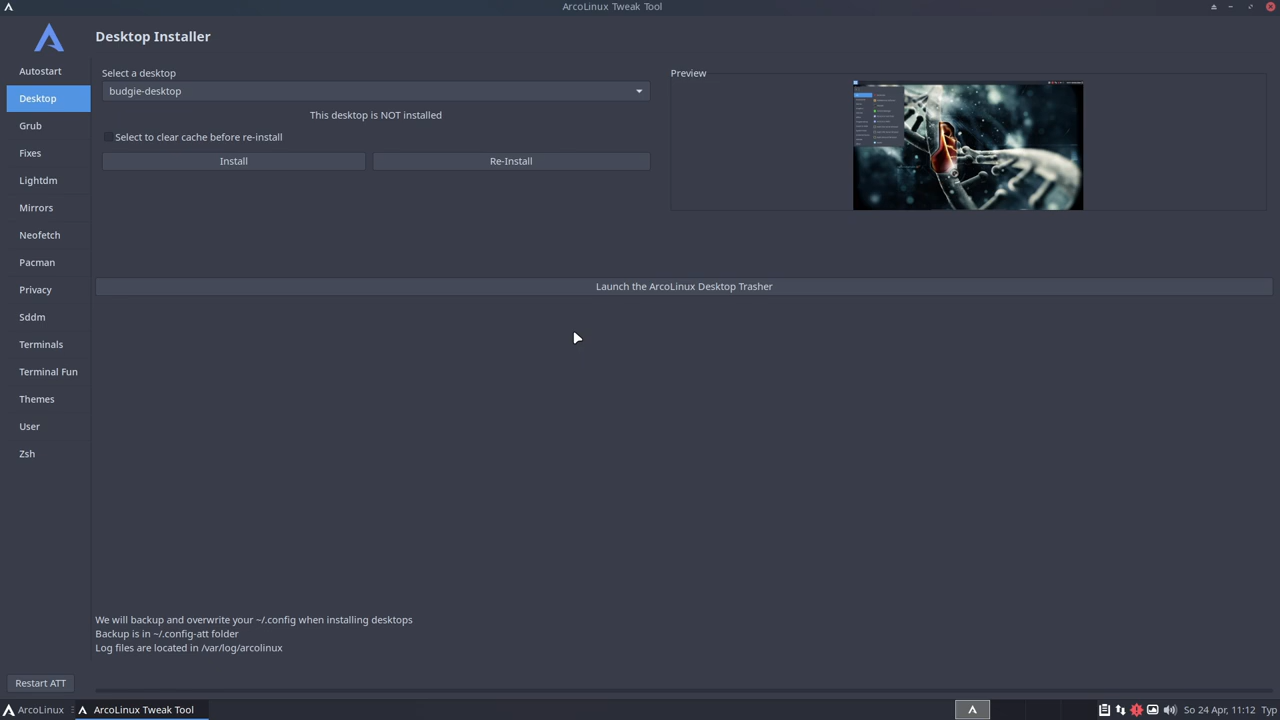 ArcoLinux Tweak Tool
Desktop Installer
Autostart
Desktop
Grub
Fixes
Lightdm
Mirrors
Neofetch
Pacman
Privacy
Sddm
Terminals
Terminal Fun
Themes
User
Zsh
Select a desktop
budgie-desktop
This desktop is NOT installed
Select to clear cache before re-install
Install
Re-Install
Preview
Launch the ArcoLinux Desktop Trasher
We will backup and overwrite your ~/.config when installing desktops
Backup is in ~/.config-att folder
Log files are located in /var/log/arcolinux
Restart ATT
ArcoLinux
ArcoLinux Tweak Tool
So 24 Apr, 11:12
Typ